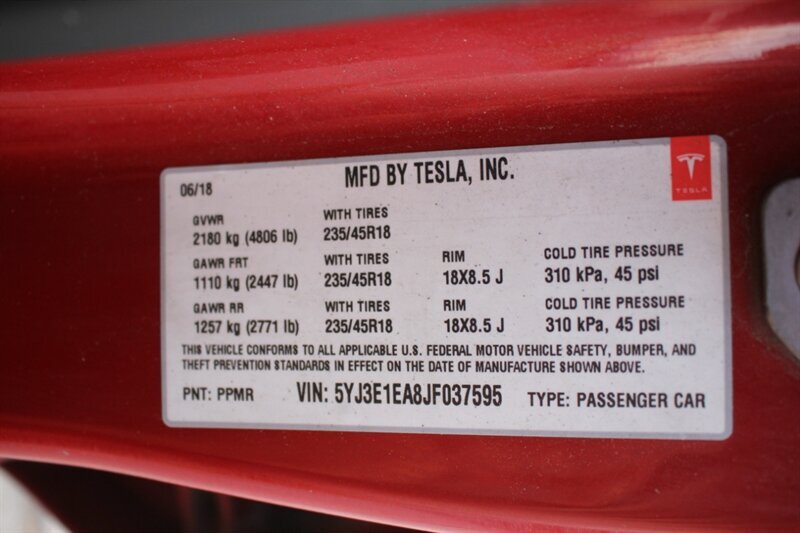 06/18
MFD BY TESLA, INC.
TESLA
GVWR WITH TIRES
2180 kg (4806 lb) 235/45R18
GAWR FRT WITH TIRES RIM COLD TIRE PRESSURE
1110 kg (2447 lb) 235/45R18 18X8.5 J 310 kPa, 45 psi
GAWR RR WITH TIRES RIM COLD TIRE PRESSURE
1257 kg (2771 lb) 235/45R18 18X8.5 J 310 kPa, 45 psi
THIS VEHICLE CONFORMS TO ALL APPLICABLE U.S. FEDERAL MOTOR VEHICLE SAFETY, BUMPER, AND
THEFT PREVENTION STANDARDS IN EFFECT ON THE DATE OF MANUFACTURE SHOWN ABOVE.
PNT: PPMR VIN: 5YJ3E1EA8JF037595 TYPE: PASSENGER CAR